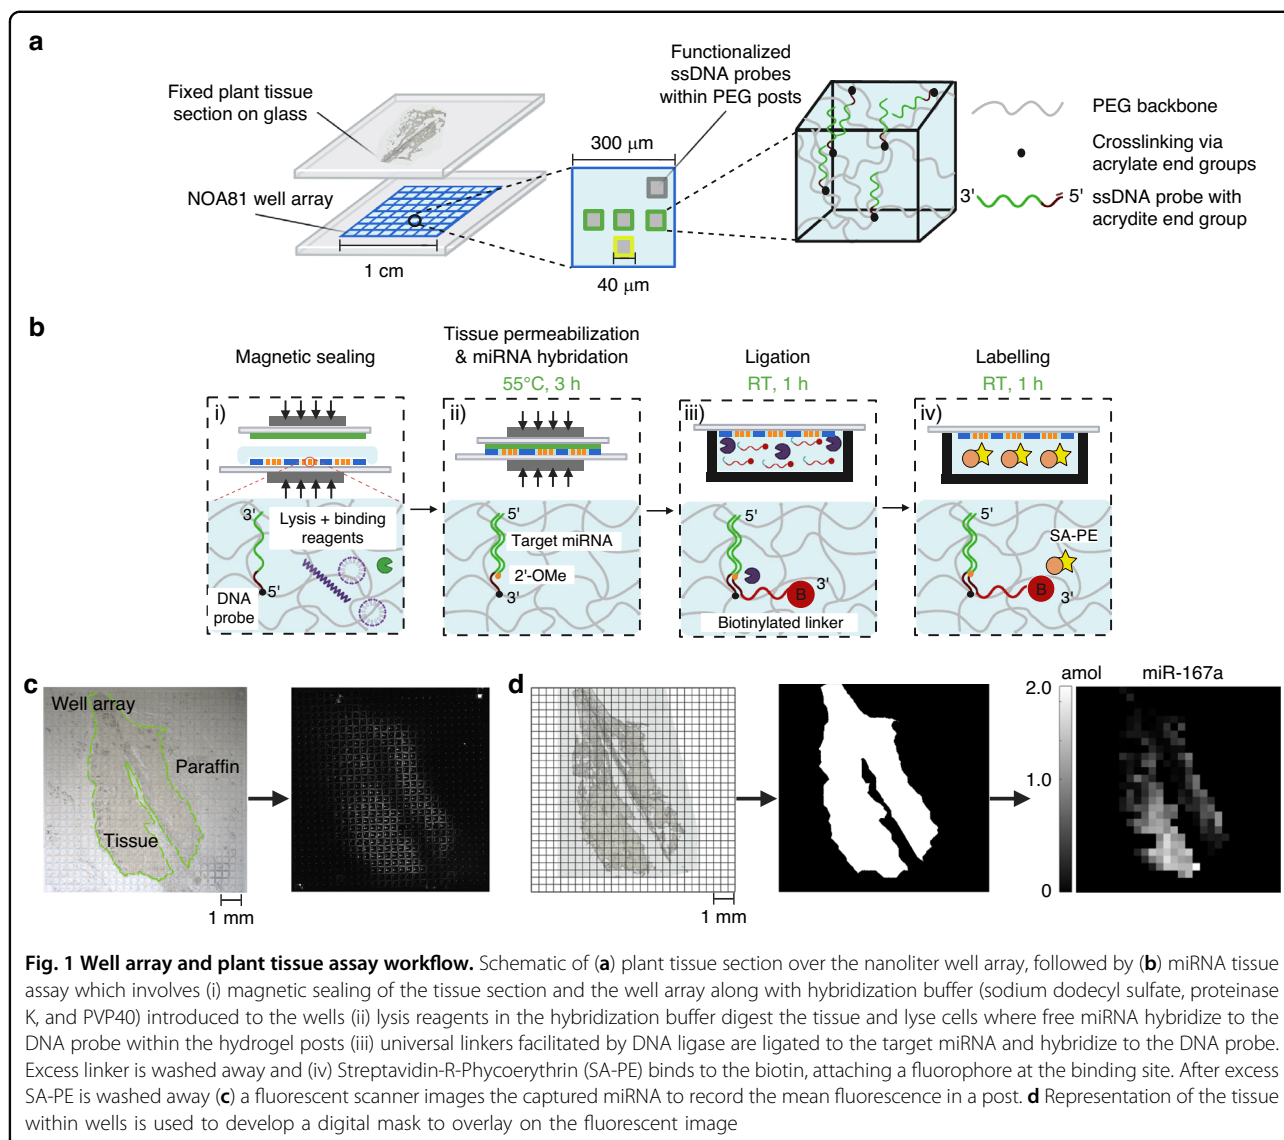 a
Fixed plant tissue
section on glass
NOA81 well array
1 cm
Functionalized
ssDNA probes
within PEG posts
300 μm
40 μm
PEG backbone
Crosslinking via
acrylate end groups
3' 5' ssDNA probe with
acrydite end group
b
Magnetic sealing
Tissue permeabilization
& miRNA hybridation
55°C, 3 h
Ligation
RT, 1 h
Labelling
RT, 1 h
i)
ii)
iii)
iv)
3'
Lysis + binding
reagents
5'
DNA
probe
5'
Target miRNA
2'-OMe
3'
5'
3'
B
Biotinylated linker
5'
SA-PE
B
3'
c
Well array
Paraffin
Tissue
1 mm
d
1 mm
amol
miR-167a
2.0
1.0
0
Fig. 1 Well array and plant tissue assay workflow. Schematic of (a) plant tissue section over the nanoliter well array, followed by (b) miRNA tissue
assay which involves (i) magnetic sealing of the tissue section and the well array along with hybridization buffer (sodium dodecyl sulfate, proteinase
K, and PVP40) introduced to the wells (ii) lysis reagents in the hybridization buffer digest the tissue and lyse cells where free miRNA hybridize to the
DNA probe within the hydrogel posts (iii) universal linkers facilitated by DNA ligase are ligated to the target miRNA and hybridize to the DNA probe.
Excess linker is washed away and (iv) Streptavidin-R-Phycoerythrin (SA-PE) binds to the biotin, attaching a fluorophore at the binding site. After excess
SA-PE is washed away (c) a fluorescent scanner images the captured miRNA to record the mean fluorescence in a post. d Representation of the tissue
within wells is used to develop a digital mask to overlay on the fluorescent image